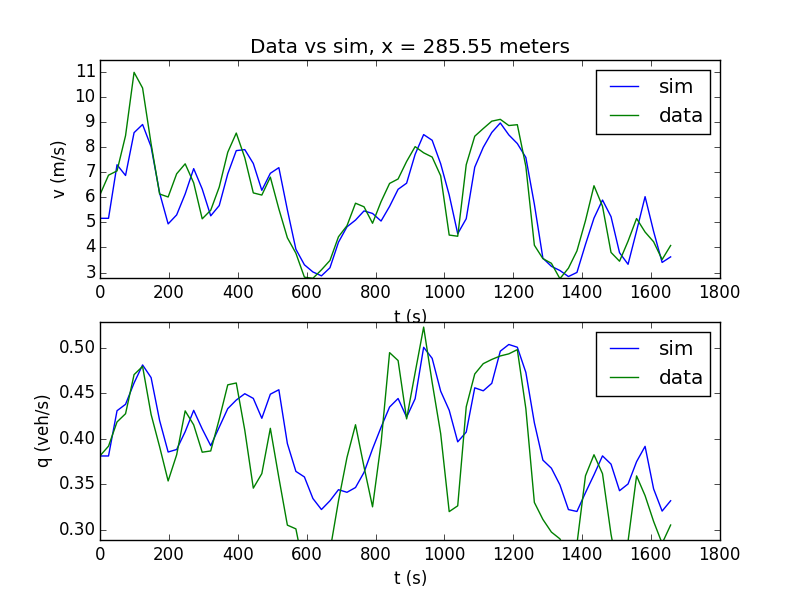 Data vs sim, x = 285.55 meters
11
10
9
8
7
6
5
4
3
v (m/s)
sim
data
0 200 400 600 800 1000 1200 1400 1600 1800
t (s)
0.50
0.45
0.40
0.35
0.30
q (veh/s)
sim
data
0 200 400 600 800 1000 1200 1400 1600 1800
t (s)